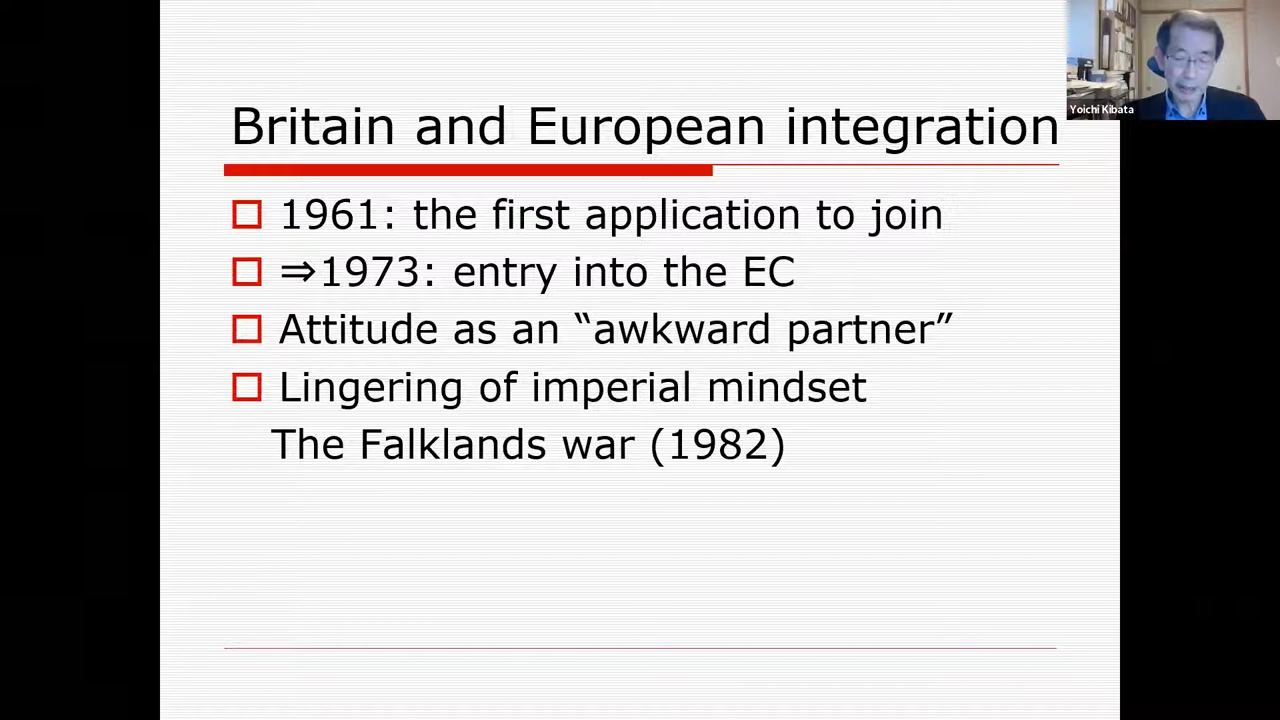 Britain and European integration
1961: the first application to join
⇒1973: entry into the EC
Attitude as an “awkward partner”
Lingering of imperial mindset
The Falklands war (1982)
Yoichi Kibata